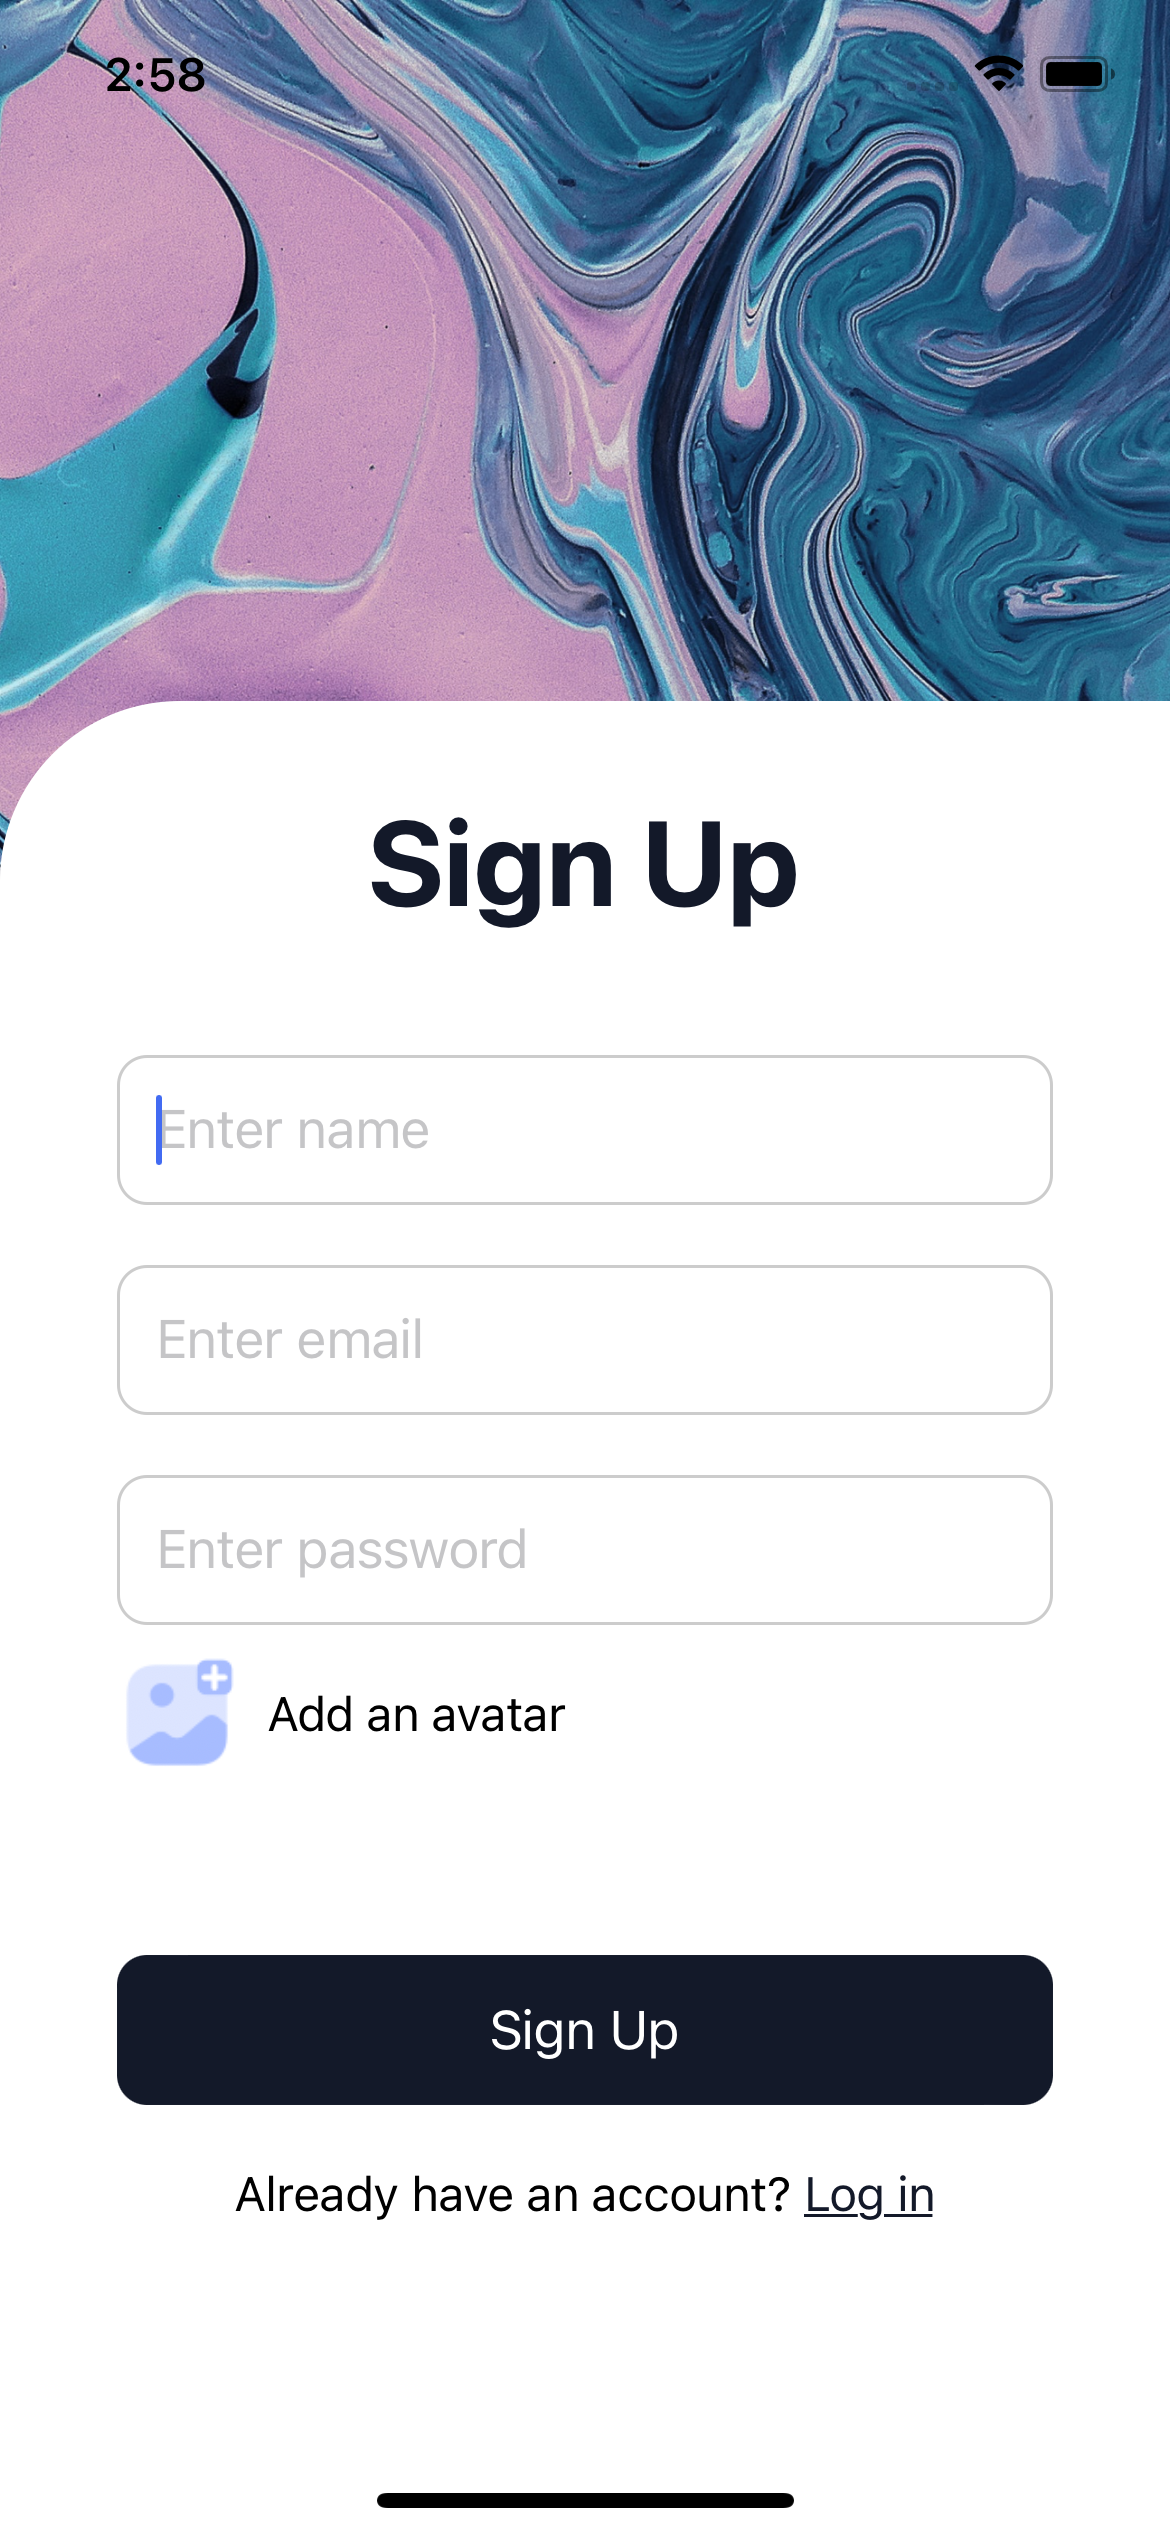 2:58
Sign Up
Enter name
Enter email
Enter password
Add an avatar
Sign Up
Already have an account? Log in